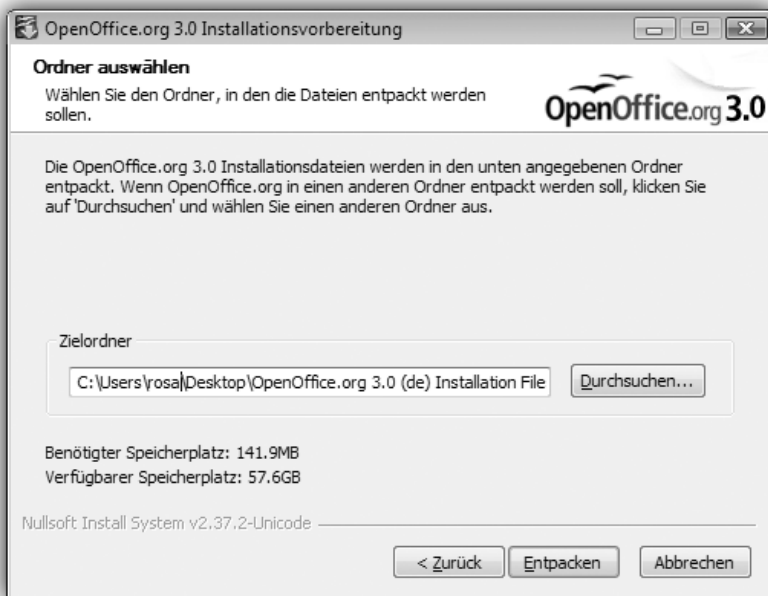 OpenOffice.org 3.0 Installationsvorbereitung
Ordner auswählen
Wählen Sie den Ordner, in den die Dateien entpackt werden
sollen.
OpenOffice.org 3.0
Die OpenOffice.org 3.0 Installationsdateien werden in den unten angegebenen Ordner
entpackt. Wenn OpenOffice.org in einen anderen Ordner entpackt werden soll, klicken Sie
auf 'Durchsuchen' und wählen Sie einen anderen Ordner aus.
Zielordner
C:\Users\rosa\Desktop\OpenOffice.org 3.0 (de) Installation File
Durchsuchen...
Benötigter Speicherplatz: 141.9MB
Verfügbarer Speicherplatz: 57.6GB
Nullsoft Install System v2.37.2-Unicode
< Zurück
Entpacken
Abbrechen